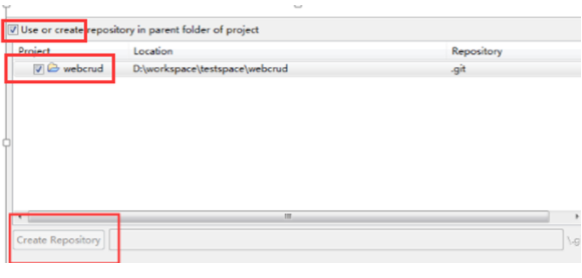 Use or create repository in parent folder of project
Project Location Repository
webcrud D:\workspace\testspace\webcrud .git
Create Repository \.g